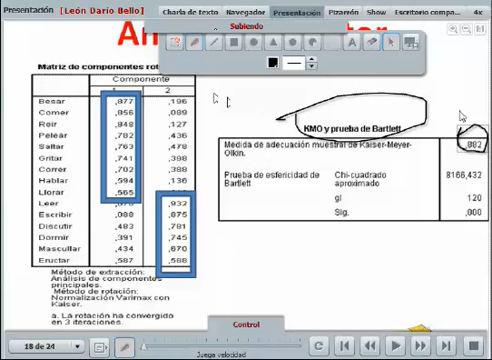 Presentación [León Darío Bello] Charla de texto Navegador Presentación Pizarrón Show Escritorio compa... 4x
Subiendo
Matriz de componentes rot
Componente
1 2
Besar ,877 ,196
Comer ,856 ,089
Reir ,848 ,127
Pelear ,782 ,436
Saltar ,763 ,478
Gritar ,741 ,398
Correr ,702 ,388
Hablar ,594 ,136
Llorar ,565
Leer ,932
Escribir ,088 ,875
Discutir ,483 ,781
Dormir ,391 ,745
Mascullar ,434 ,670
Eructar ,587 ,588
Método de extracción:
Análisis de componentes
principales.
Método de rotación:
Normalización Varimax con
Kaiser.
a. La rotación ha convergido
en 3 iteraciones.
KMO y prueba de Bartlett
Medida de adecuación muestral de Kaiser-Meyer-
Olkin. ,882
Prueba de esfericidad de Chi-cuadrado 8166,432
Bartlett aproximado
gl 120
Sig. ,000
Control
18 de 24
Juega velocidad